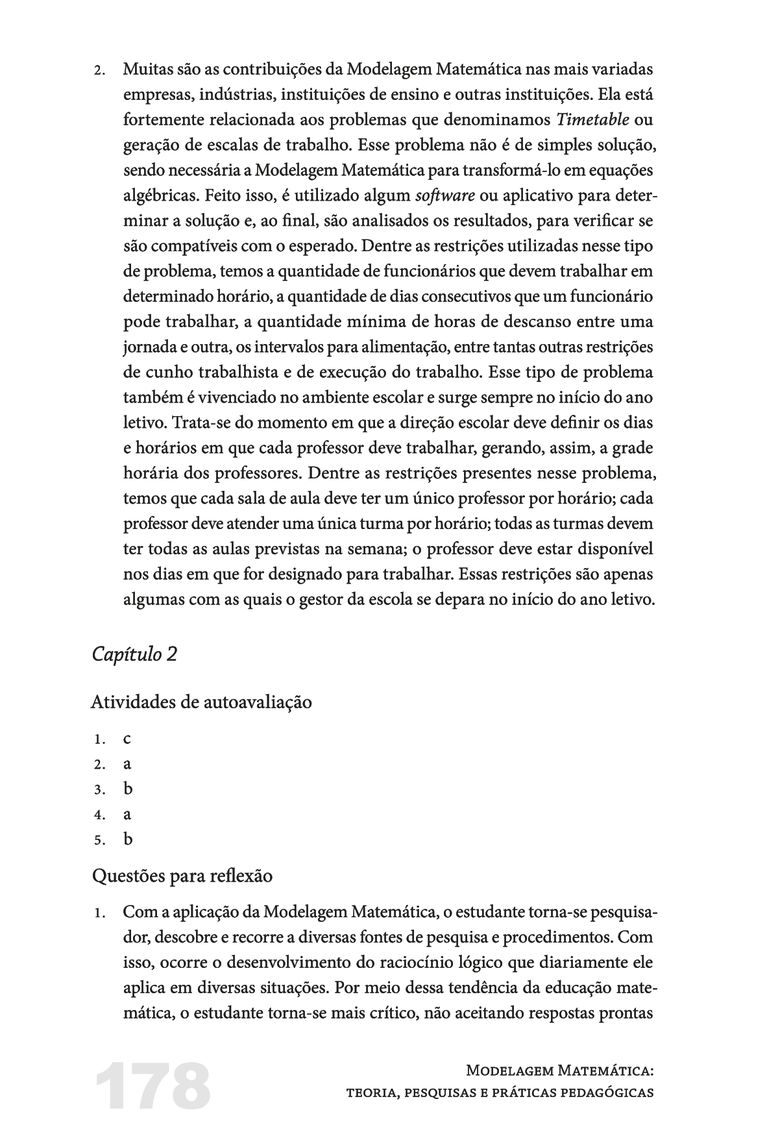 2. Muitas são as contribuições da Modelagem Matemática nas mais variadas
empresas, indústrias, instituições de ensino e outras instituições. Ela está
fortemente relacionada aos problemas que denominamos Timetable ou
geração de escalas de trabalho. Esse problema não é de simples solução,
sendo necessária a Modelagem Matemática para transformá-lo em equações
algébricas. Feito isso, é utilizado algum software ou aplicativo para deter-
minar a solução e, ao final, são analisados os resultados, para verificar se
são compatíveis com o esperado. Dentre as restrições utilizadas nesse tipo
de problema, temos a quantidade de funcionários que devem trabalhar em
determinado horário, a quantidade de dias consecutivos que um funcionário
pode trabalhar, a quantidade mínima de horas de descanso entre uma
jornada e outra, os intervalos para alimentação, entre tantas outras restrições
de cunho trabalhista e de execução do trabalho. Esse tipo de problema
também é vivenciado no ambiente escolar e surge sempre no início do ano
letivo. Trata-se do momento em que a direção escolar deve definir os dias
e horários em que cada professor deve trabalhar, gerando, assim, a grade
horária dos professores. Dentre as restrições presentes nesse problema,
temos que cada sala de aula deve ter um único professor por horário; cada
professor deve atender uma única turma por horário; todas as turmas devem
ter todas as aulas previstas na semana; o professor deve estar disponível
nos dias em que for designado para trabalhar. Essas restrições são apenas
algumas com as quais o gestor da escola se depara no início do ano letivo.
Capítulo 2
Atividades de autoavaliação
1. c
2. a
3. b
4. a
5. b
Questões para reflexão
1. Com a aplicação da Modelagem Matemática, o estudante torna-se pesquisa-
dor, descobre e recorre a diversas fontes de pesquisa e procedimentos. Com
isso, ocorre o desenvolvimento do raciocínio lógico que diariamente ele
aplica em diversas situações. Por meio dessa tendência da educação mate-
mática, o estudante torna-se mais crítico, não aceitando respostas prontas
178
Modelagem Matemática:
teoria, pesquisas e práticas pedagógicas